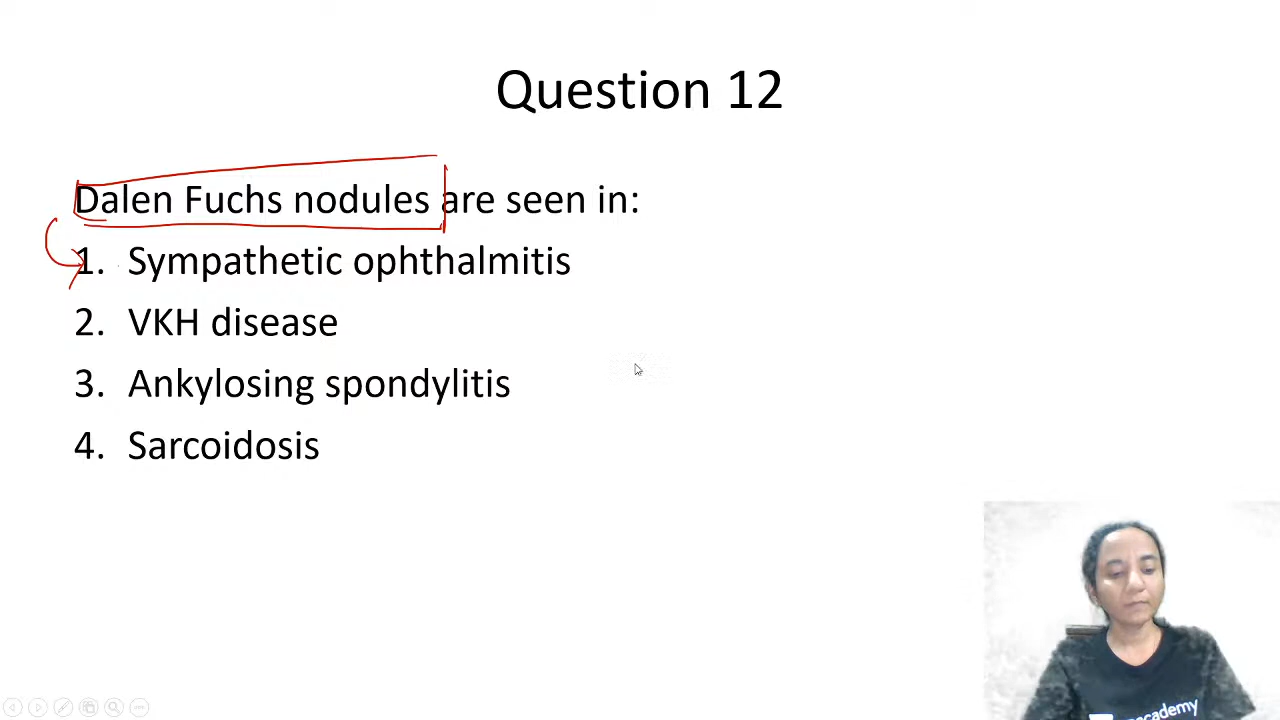 Question 12
Dalen Fuchs nodules are seen in:
1. Sympathetic ophthalmitis
2. VKH disease
3. Ankylosing spondylitis
4. Sarcoidosis